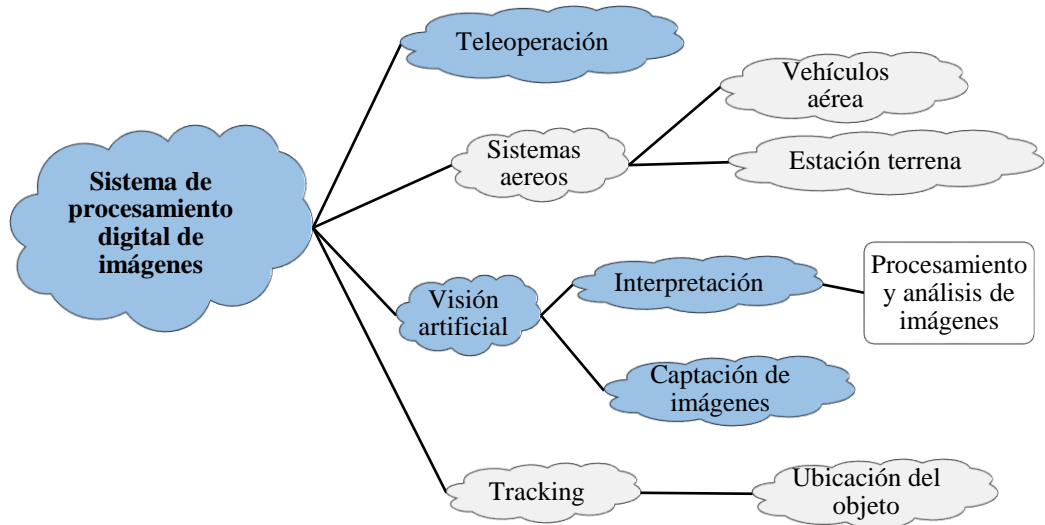 Sistema de
procesamiento
digital de
imágenes
Teleoperación
Sistemas
aereos
Vehículos
aérea
Estación terrena
Visión
artificial
Interpretación
Procesamiento
y análisis de
imágenes
Captación de
imágenes
Tracking
Ubicación del
objeto